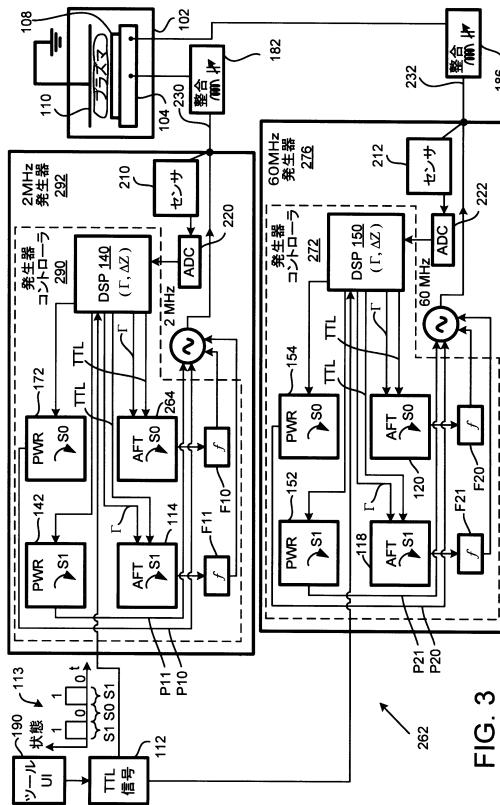 190
ツール
UI
状態
1
0
1
0
t
S1 S0 S1
113
TTL
信号
112
108
110
プラズマ
104
102
整合
182
230
整合
186
232
2MHz
発生器
292
発生器
コントローラ
290
142
PWR
S1
172
PWR
S0
TTL
TTL
Γ
Γ
DSP 140
(Γ, ΔZ)
センサ
210
ADC
220
2 MHz
AFT
S1
114
AFT
S0
264
f
F11
f
F10
P11
P10
60MHz
発生器
276
発生器
コントローラ
272
152
PWR
S1
154
PWR
S0
TTL
TTL
Γ
Γ
DSP 150
(Γ, ΔZ)
センサ
212
ADC
222
60 MHz
118
AFT
S1
AFT
S0
120
f
F21
f
F20
P21
P20
262
FIG. 3